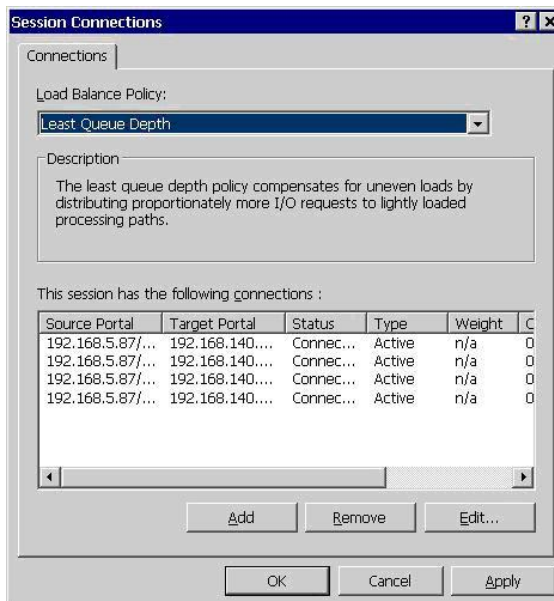 Session Connections
Connections
Load Balance Policy:
Least Queue Depth
Description
The least queue depth policy compensates for uneven loads by
distributing proportionately more I/O requests to lightly loaded
processing paths.
This session has the following connections :
Source Portal Target Portal Status Type Weight C
192.168.5.87/... 192.168.140.... Connec... Active n/a 0
192.168.5.87/... 192.168.140.... Connec... Active n/a 0
192.168.5.87/... 192.168.140.... Connec... Active n/a 0
192.168.5.87/... 192.168.140.... Connec... Active n/a 0
Add Remove Edit...
OK Cancel Apply